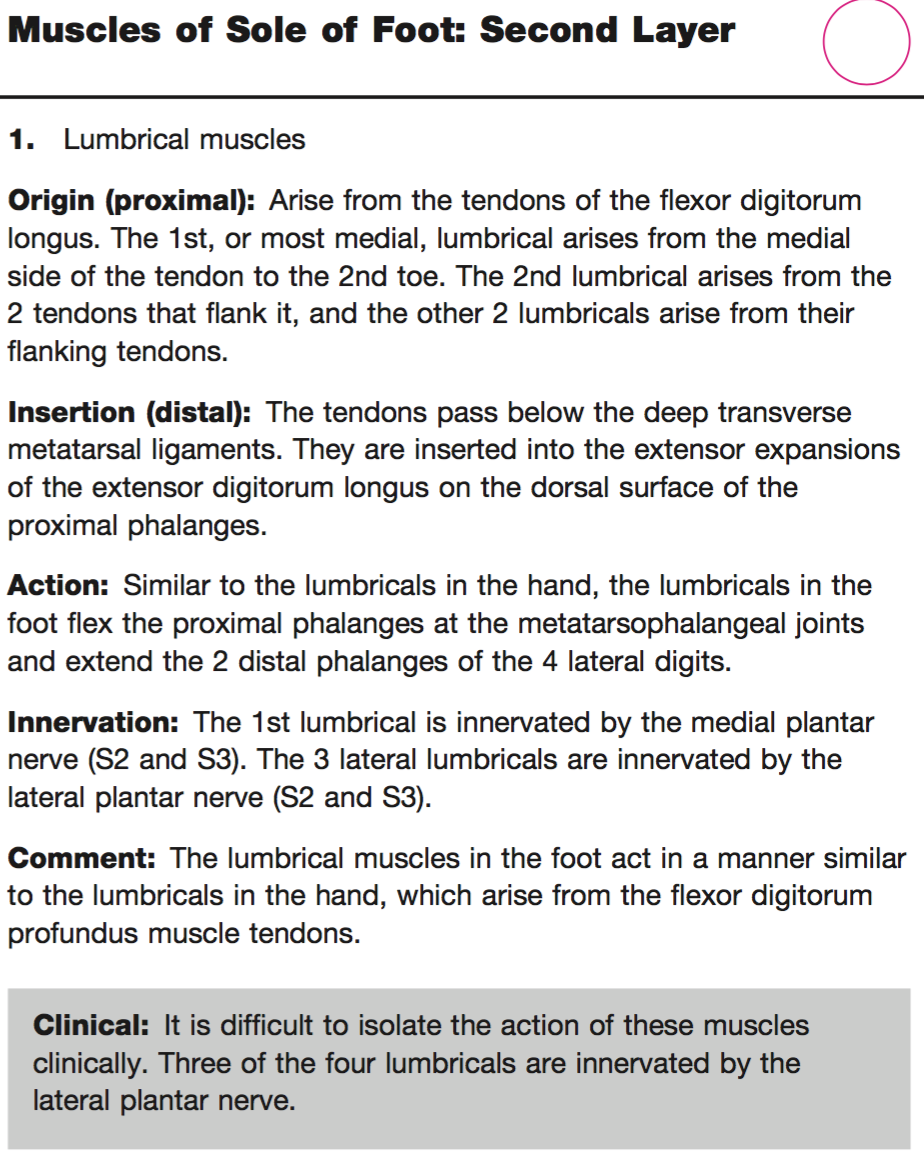 Muscles of Sole of Foot: Second Layer
1. Lumbrical muscles
Origin (proximal): Arise from the tendons of the flexor digitorum
longus. The 1st, or most medial, lumbrical arises from the medial
side of the tendon to the 2nd toe. The 2nd lumbrical arises from the
2 tendons that flank it, and the other 2 lumbricals arise from their
flanking tendons.
Insertion (distal): The tendons pass below the deep transverse
metatarsal ligaments. They are inserted into the extensor expansions
of the extensor digitorum longus on the dorsal surface of the
proximal phalanges.
Action: Similar to the lumbricals in the hand, the lumbricals in the
foot flex the proximal phalanges at the metatarsophalangeal joints
and extend the 2 distal phalanges of the 4 lateral digits.
Innervation: The 1st lumbrical is innervated by the medial plantar
nerve (S2 and S3). The 3 lateral lumbricals are innervated by the
lateral plantar nerve (S2 and S3).
Comment: The lumbrical muscles in the foot act in a manner similar
to the lumbricals in the hand, which arise from the flexor digitorum
profundus muscle tendons.
Clinical: It is difficult to isolate the action of these muscles
clinically. Three of the four lumbricals are innervated by the
lateral plantar nerve.